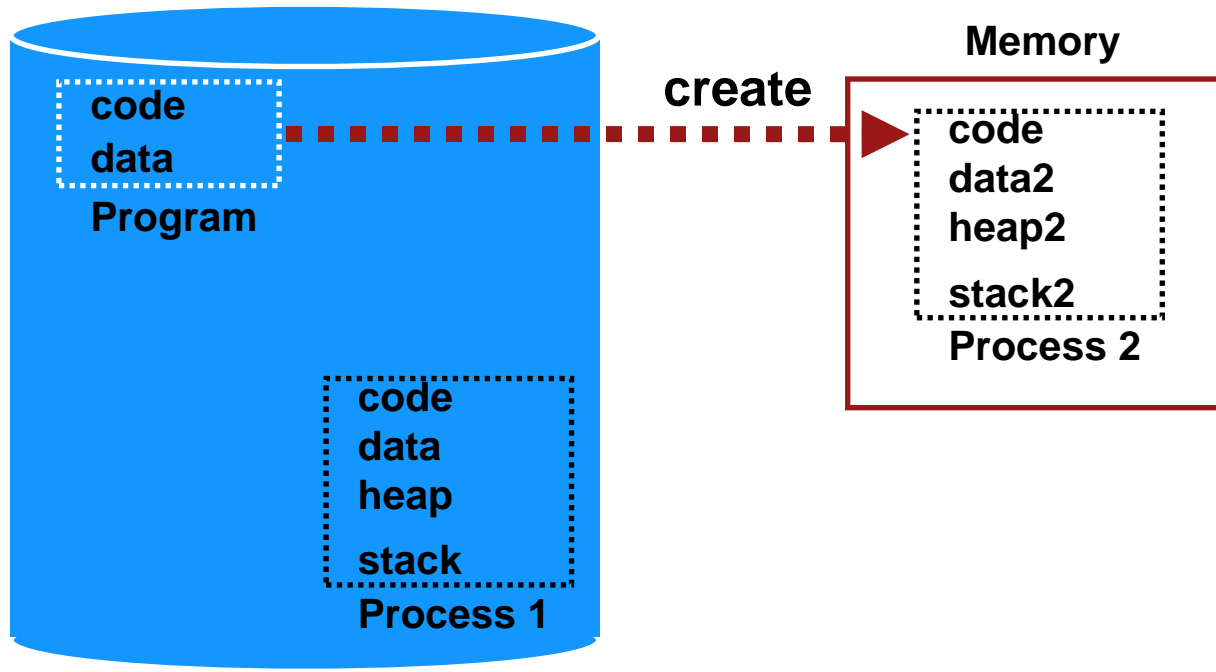 Memory
create
code
data
Program
code
data2
heap2
stack2
Process 2
code
data
heap
stack
Process 1